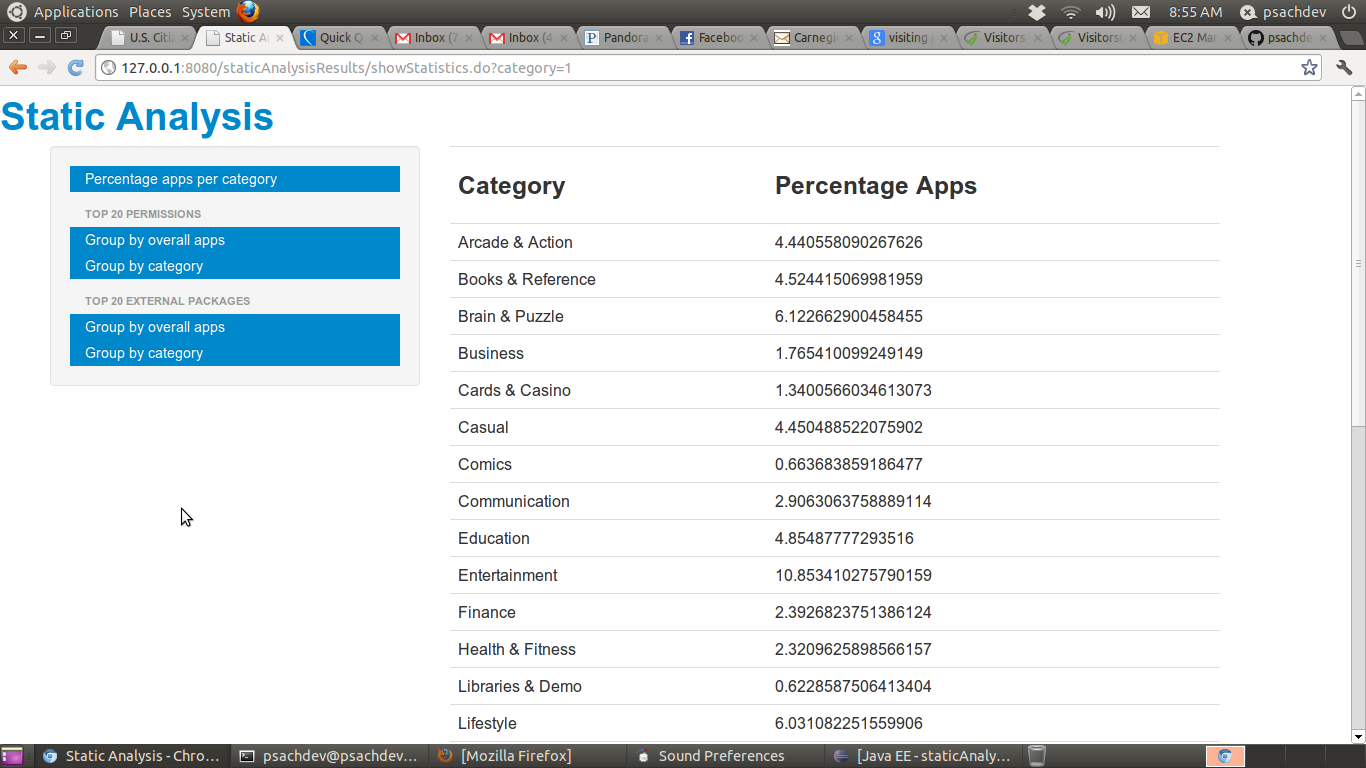 Applications Places System 8:55 AM psachdev
U.S. Citi Static A Quick Q Inbox (7 Inbox (4 Pandora Faceboo Carnegi visiting Visitors Visitors EC2 Mar psachde
127.0.0.1:8080/staticAnalysisResults/showStatistics.do?category=1
Static Analysis
Percentage apps per category
TOP 20 PERMISSIONS
Group by overall apps
Group by category
TOP 20 EXTERNAL PACKAGES
Group by overall apps
Group by category
Category Percentage Apps
Arcade & Action 4.440558090267626
Books & Reference 4.524415069981959
Brain & Puzzle 6.122662900458455
Business 1.765410099249149
Cards & Casino 1.3400566034613073
Casual 4.450488522075902
Comics 0.663683859186477
Communication 2.9063063758889114
Education 4.85487777293516
Entertainment 10.853410275790159
Finance 2.3926823751386124
Health & Fitness 2.3209625898566157
Libraries & Demo 0.6228587506413404
Lifestyle 6.031082251559906
Static Analysis - Chro... psachdev@psachdev... [Mozilla Firefox] Sound Preferences [Java EE - staticAnaly...